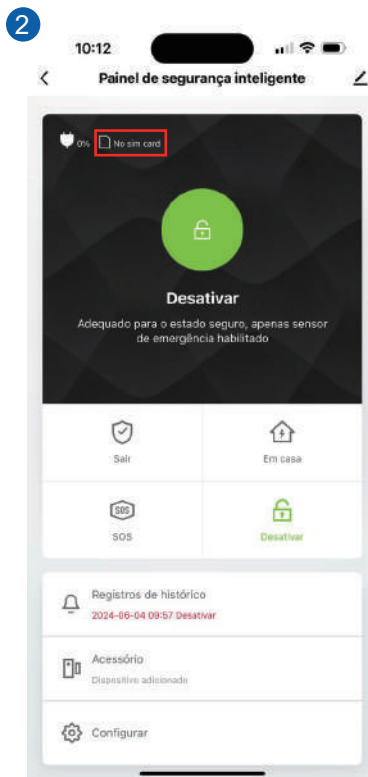 2
10:12
Painel de segurança inteligente
0% No sim card
Desativar
Adequado para o estado seguro, apenas sensor
de emergência habilitado
Sair
Em casa
SOS
SOS
Desativar
Registros de histórico
2024-06-04 09:57 Desativar
Acessório
Dispositivo adicionado
Configurar